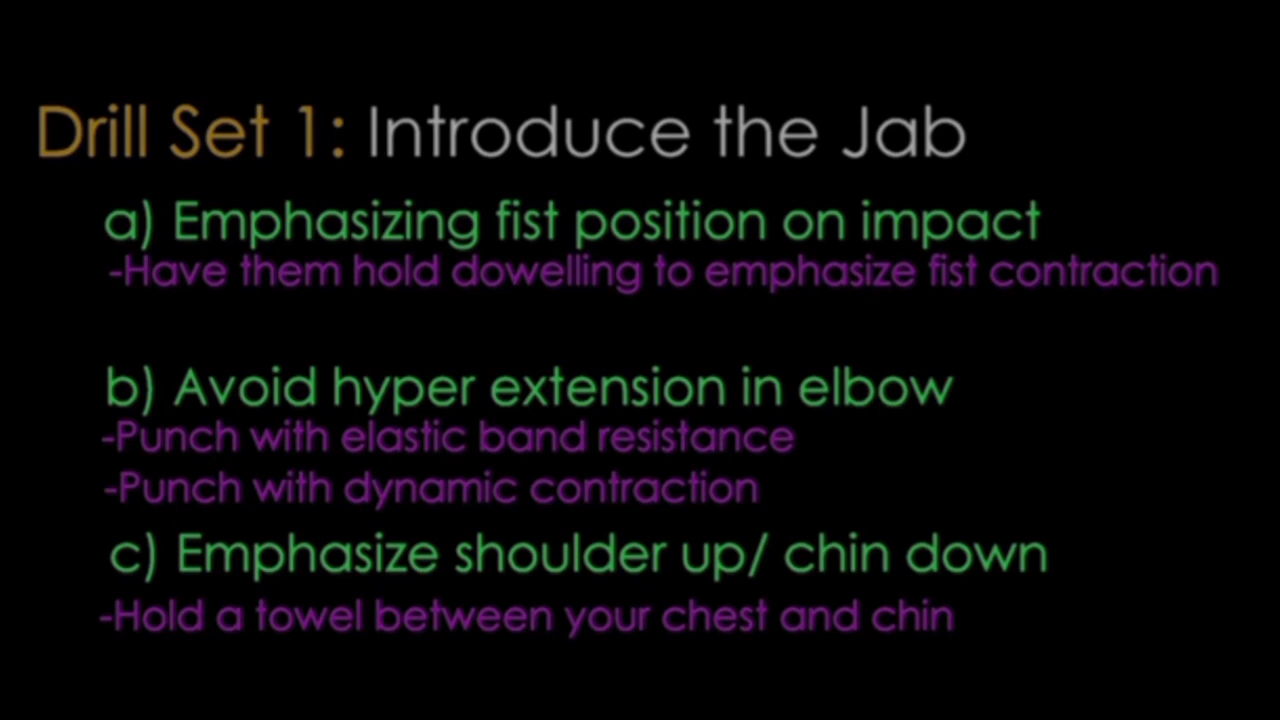 Drill Set 1: Introduce the Jab
a) Emphasizing fist position on impact
-Have them hold dowelling to emphasize fist contraction
b) Avoid hyper extension in elbow
-Punch with elastic band resistance
-Punch with dynamic contraction
c) Emphasize shoulder up/ chin down
-Hold a towel between your chest and chin